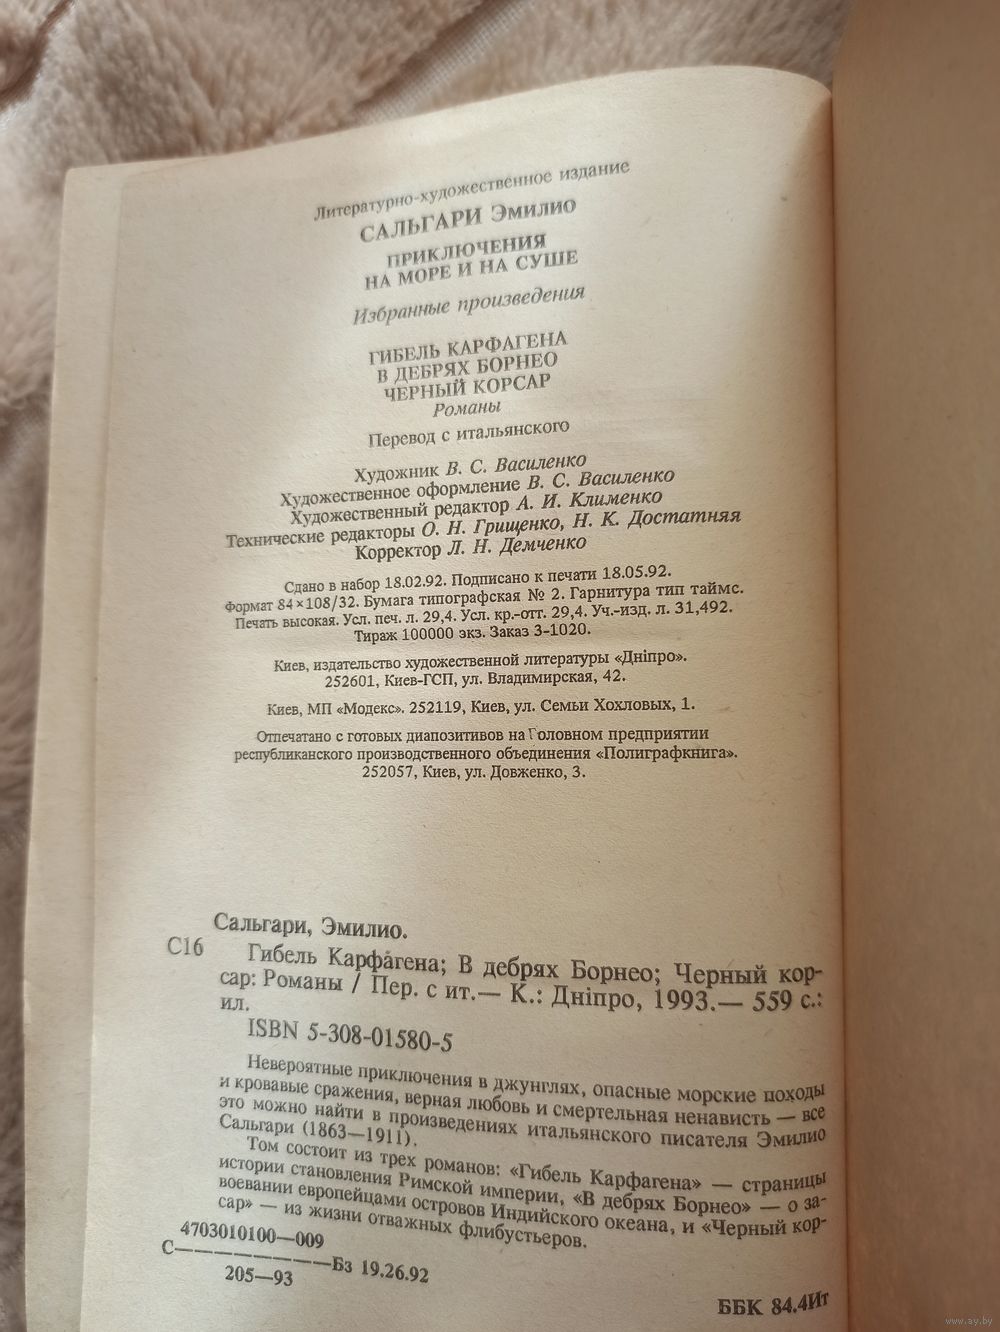 Литературно-художественное издание
САЛЬГАРИ Эмилио
ПРИКЛЮЧЕНИЯ
НА МОРЕ И НА СУШЕ
Избранные произведения
ГИБЕЛЬ КАРФАГЕНА
В ДЕБРЯХ БОРНЕО
ЧЕРНЫЙ КОРСАР
Романы
Перевод с итальянского
Художник В. С. Василенко
Художественное оформление В. С. Василенко
Художественный редактор А. И. Клименко
Технические редакторы О. Н. Грищенко, Н. К. Достатняя
Корректор Л. Н. Демченко
Сдано в набор 18.02.92. Подписано к печати 18.05.92.
Формат 84×108/32. Бумага типографская № 2. Гарнитура тип таймс.
Печать высокая. Усл. печ. л. 29,4. Усл. кр.-отт. 29,4. Уч.-изд. л. 31,492.
Тираж 100000 экз. Заказ 3-1020.
Киев, издательство художественной литературы «Дніпро».
252601, Киев-ГСП, ул. Владимирская, 42.
Киев, МП «Модекс». 252119, Киев, ул. Семьи Хохловых, 1.
Отпечатано с готовых диапозитивов на Головном предприятии
республиканского производственного объединения «Полиграфкнига».
252057, Киев, ул. Довженко, 3.
Сальгари, Эмилио.
С16 Гибель Карфагена; В дебрях Борнео; Черный кор-
сар: Романы / Пер. с ит.— К.: Дніпро, 1993.— 559 с.:
ил.
ISBN 5-308-01580-5
Невероятные приключения в джунглях, опасные морские походы
и кровавые сражения, верная любовь и смертельная ненависть — все
это можно найти в произведениях итальянского писателя Эмилио
Сальгари (1863—1911).
Том состоит из трех романов: «Гибель Карфагена» — страницы
истории становления Римской империи, «В дебрях Борнео» — о за-
воевании европейцами островов Индийского океана, и «Черный кор-
сар» — из жизни отважных флибустьеров.
4703010100—009
С————————Бз 19.26.92
205—93
ББК 84.4Ит
www.ay.by